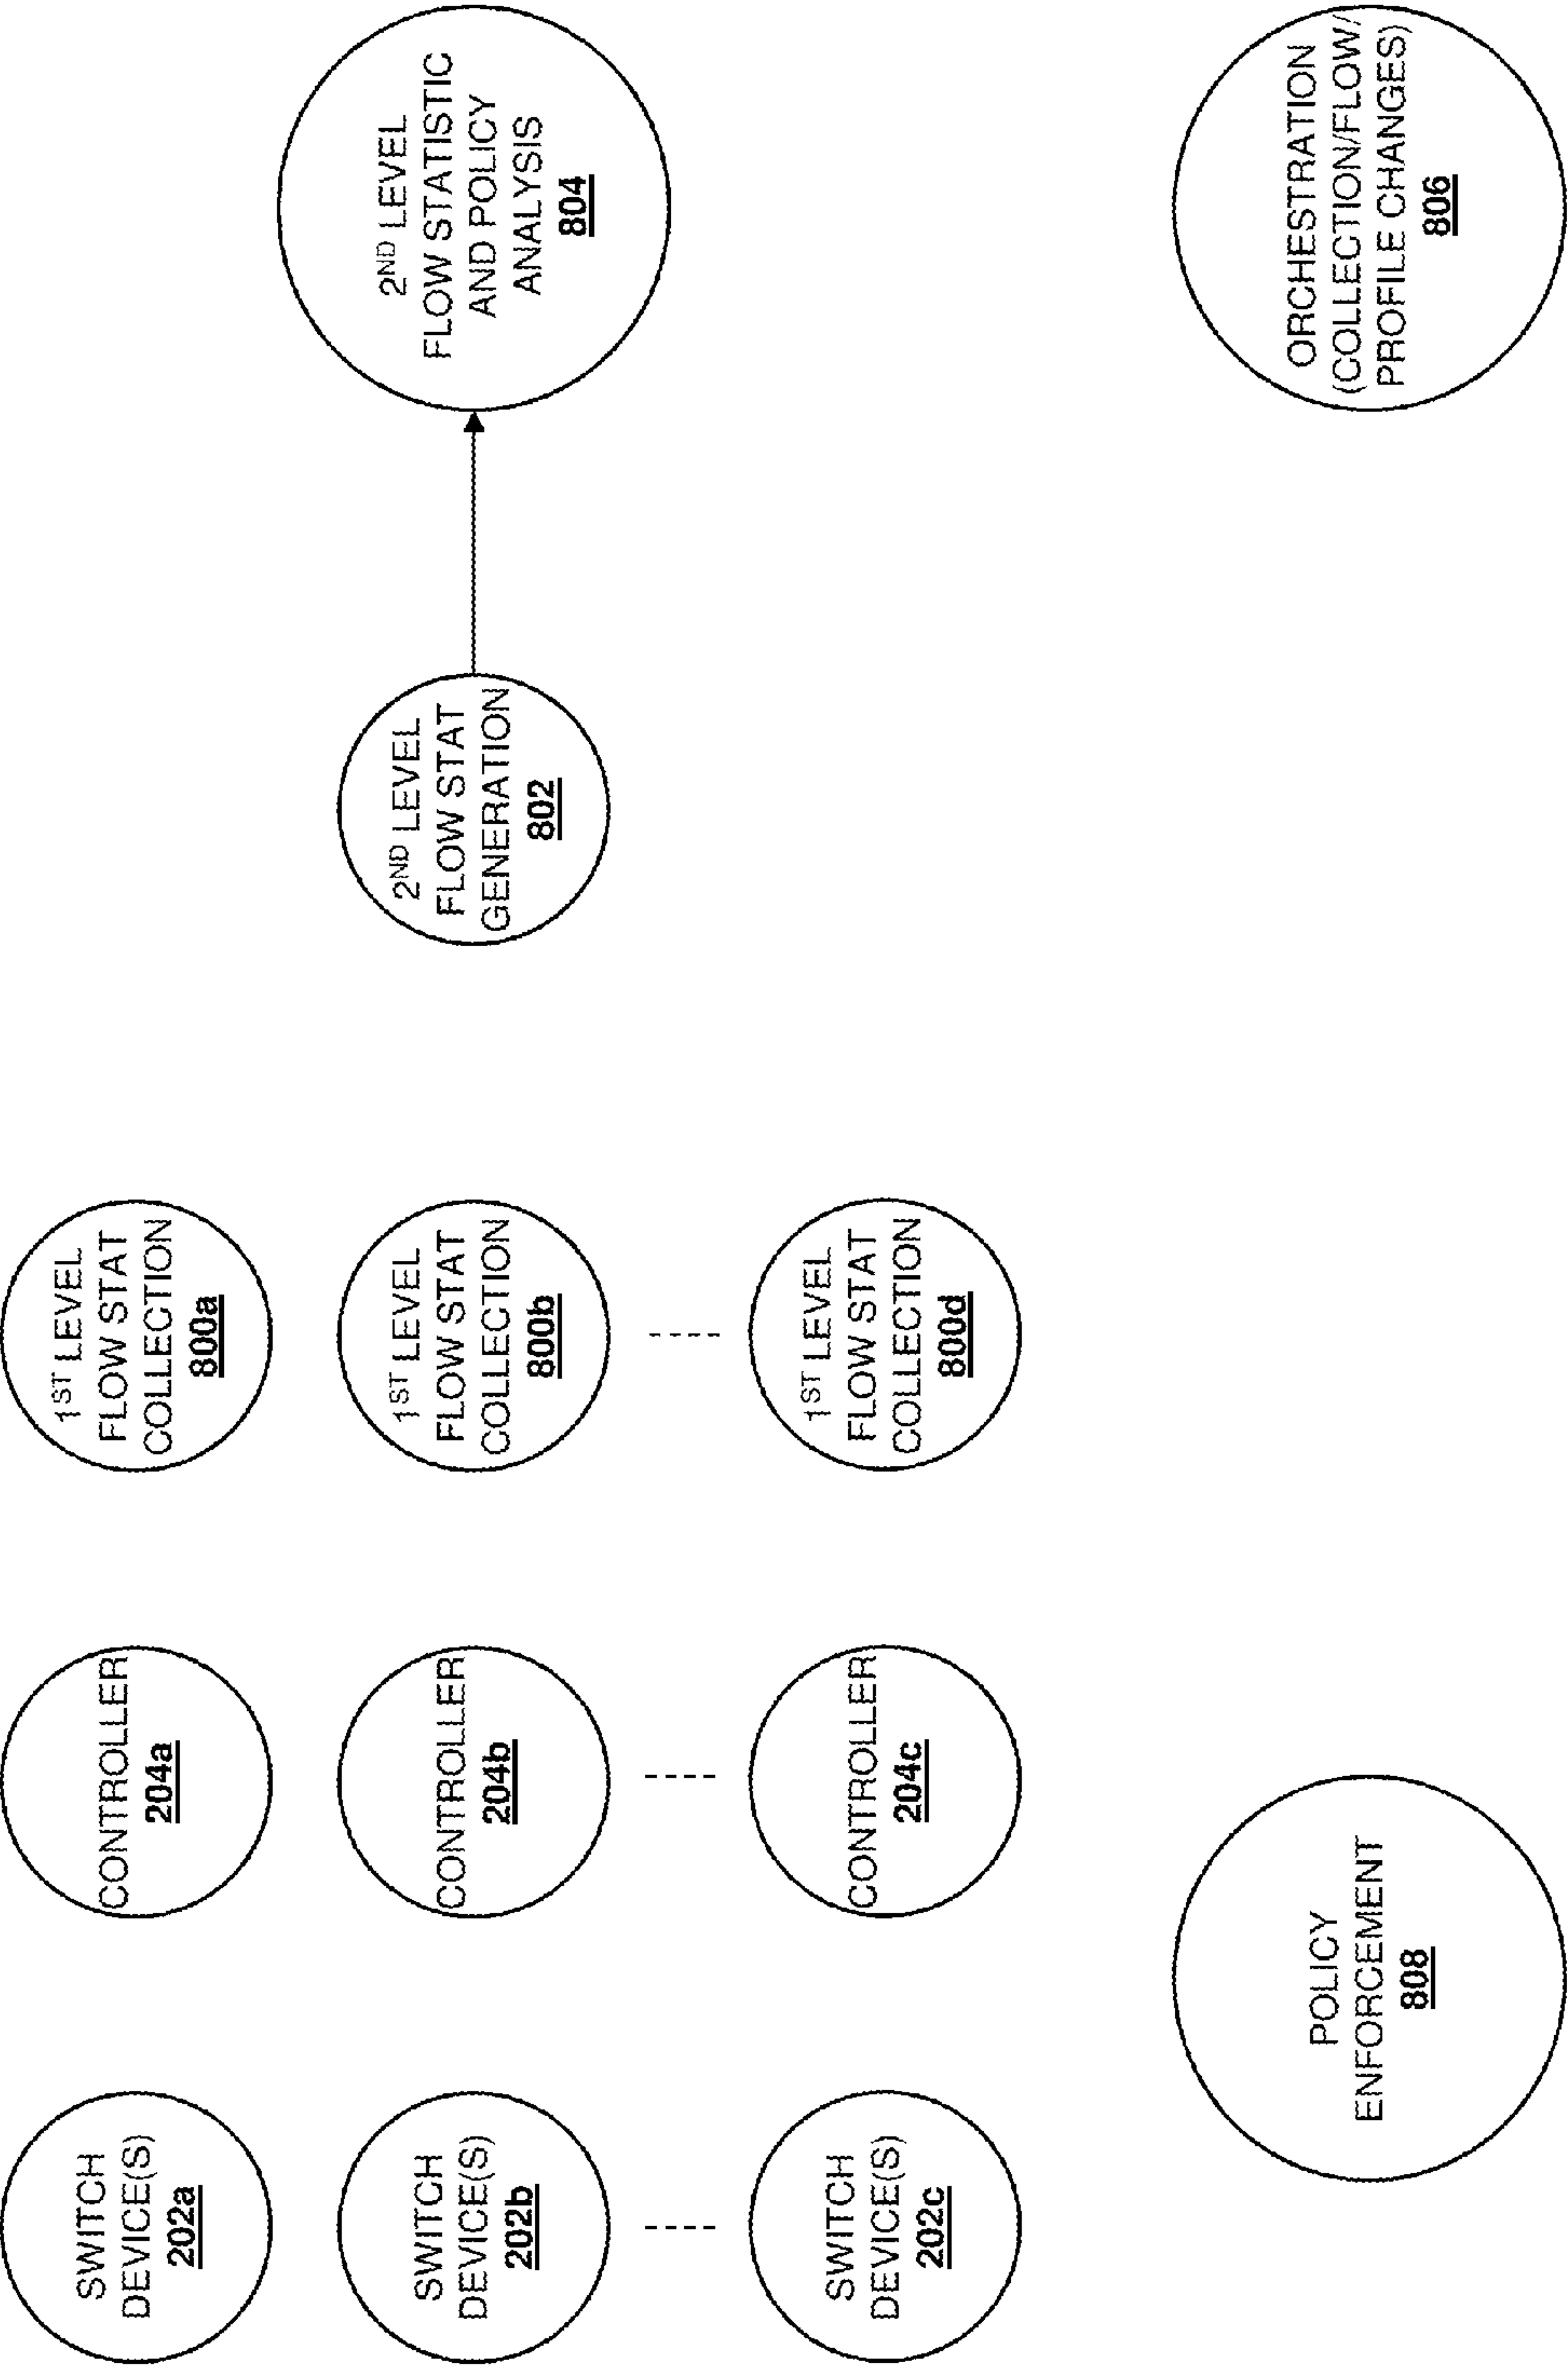 SWITCH
DEVICE(S)
202a
CONTROLLER
204a
1ST LEVEL
FLOW STAT
COLLECTION
800a
SWITCH
DEVICE(S)
202b
CONTROLLER
204b
1ST LEVEL
FLOW STAT
COLLECTION
800b
2ND LEVEL
FLOW STAT
GENERATION
802
2ND LEVEL
FLOW STATISTIC
AND POLICY
ANALYSIS
804
SWITCH
DEVICE(S)
202c
CONTROLLER
204c
1ST LEVEL
FLOW STAT
COLLECTION
800d
POLICY
ENFORCEMENT
808
ORCHESTRATION
(COLLECTION/FLOW/
PROFILE CHANGES)
806